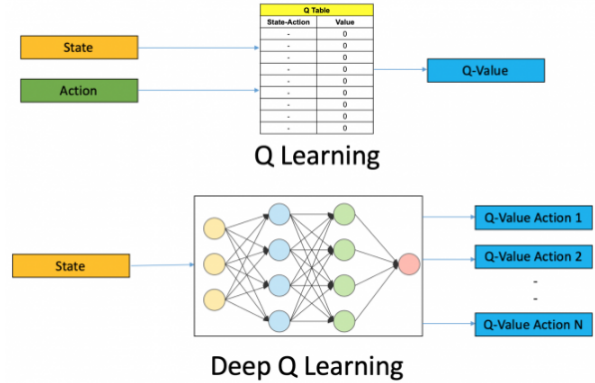 Q Table
State-Action Value
- 0
- 0
- 0
- 0
- 0
- 0
- 0
- 0
- 0
State
Action
Q-Value
Q Learning
State
Q-Value Action 1
Q-Value Action 2
-
-
Q-Value Action N
Deep Q Learning